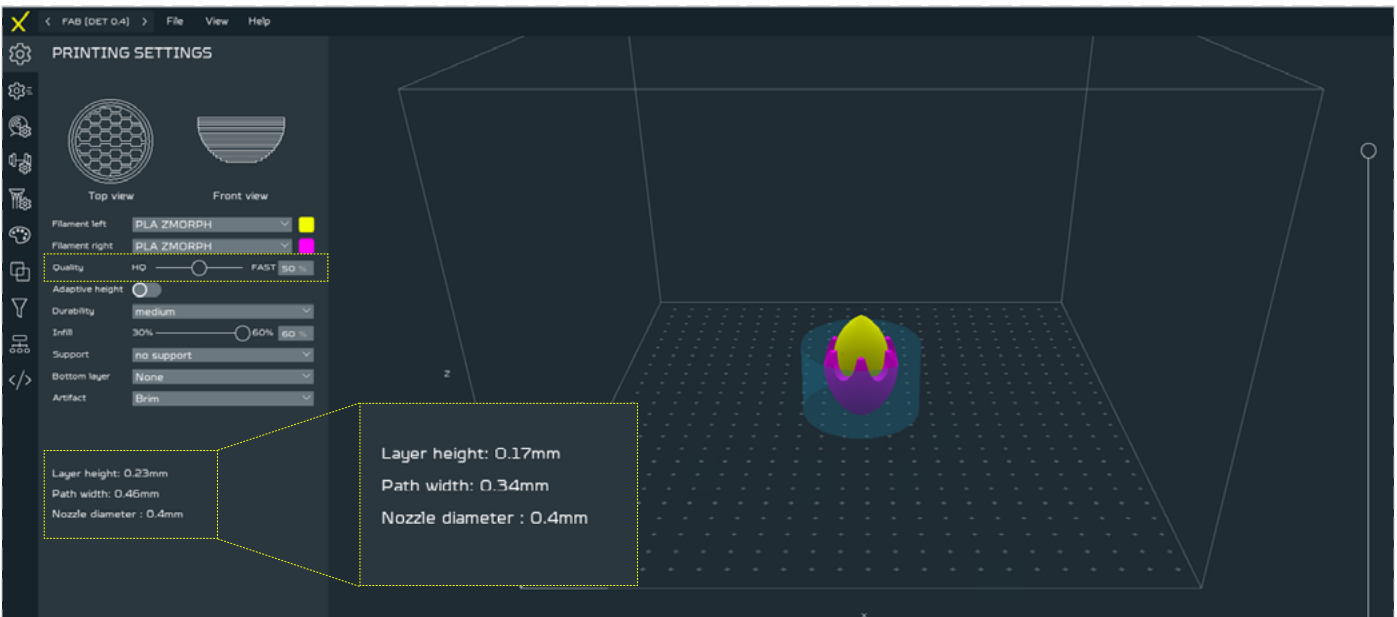 FAB (DET 0.4) File View Help
PRINTING SETTINGS
Top view Front view
Filament left PLA ZMORPH
Filament right PLA ZMORPH
Quality HQ FAST 50 %
Adaptive height
Durability medium
Infill 30% 60% 60 %
Support no support
Bottom layer None
Artifact Brim
Layer height: 0.23mm
Path width: 0.46mm
Nozzle diameter : 0.4mm
Layer height: 0.17mm
Path width: 0.34mm
Nozzle diameter : 0.4mm
z
x